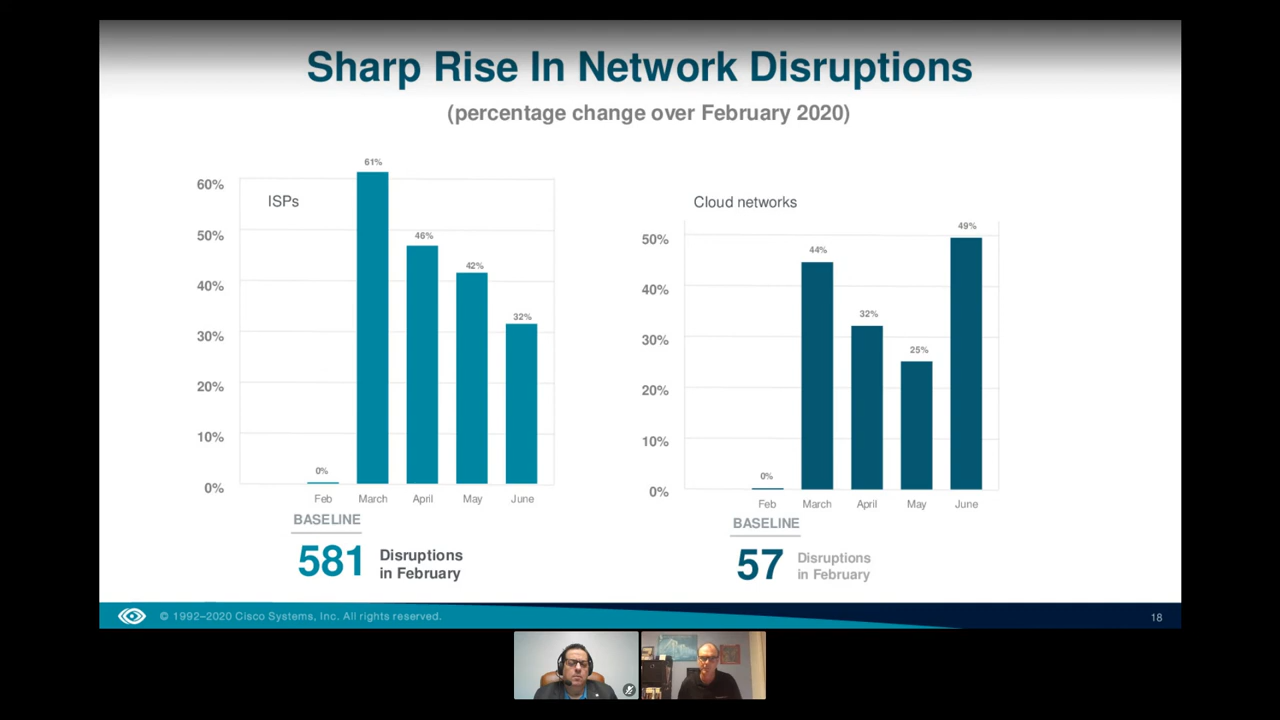 Sharp Rise In Network Disruptions
(percentage change over February 2020)
ISPs
60%
50%
40%
30%
20%
10%
0%
0%
61%
46%
42%
32%
Feb March April May June
BASELINE
581 Disruptions
in February
Cloud networks
50%
40%
30%
20%
10%
0%
0%
44%
32%
25%
49%
Feb March April May June
BASELINE
57 Disruptions
in February
© 1992–2020 Cisco Systems, Inc. All rights reserved.
18